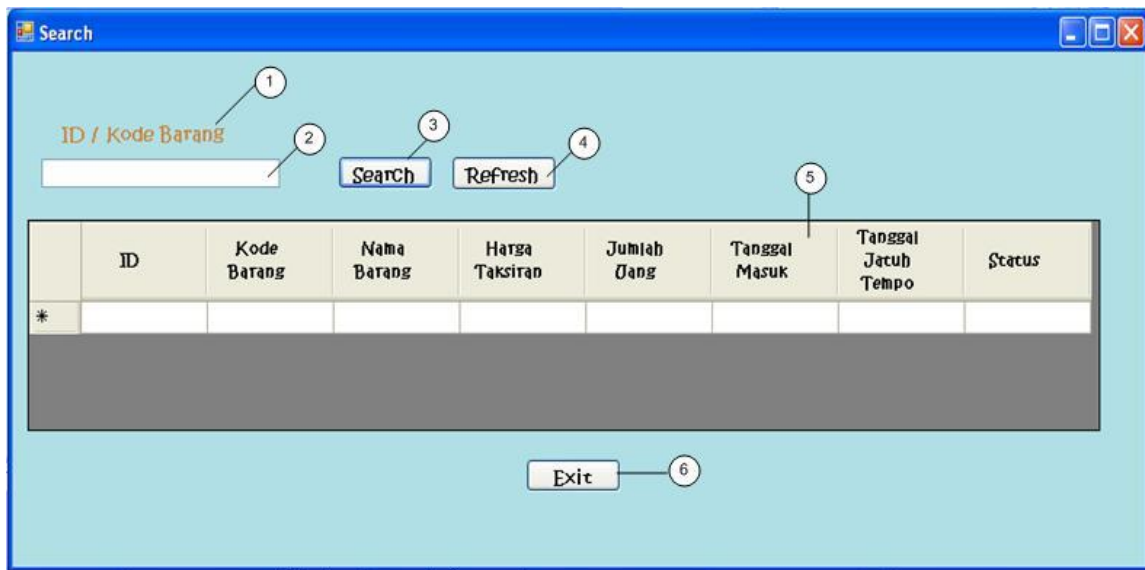 Search
1
ID / Kode Barang
2
3
4
Search
Refresh
5
ID
Kode
Barang
Nama
Barang
Harga
Taksiran
Jumlah
Uang
Tanggal
Masuk
Tanggal
Jatuh
Tempo
Status
*
Exit
6